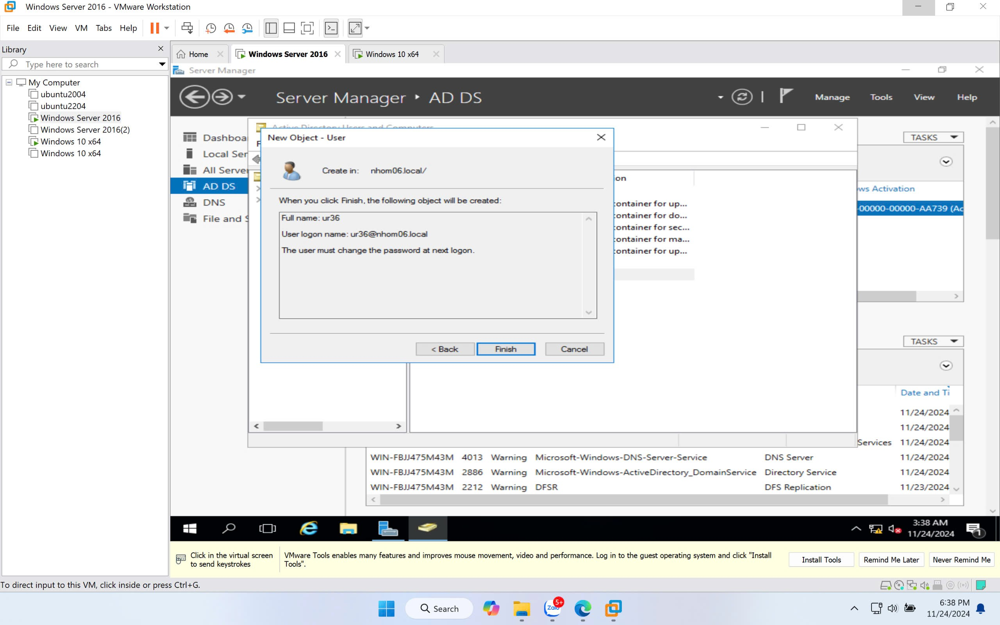 Windows Server 2016 - VMware Workstation
File Edit View VM Tabs Help
Library
Home
Windows Server 2016
Windows 10 x64
Type here to search
Server Manager
My Computer
ubuntu2004
ubuntu2204
Windows Server 2016
Windows Server 2016(2)
Windows 10 x64
Windows 10 x64
Server Manager AD DS
Manage Tools View Help
Dashboa
Local Ser
All Server
AD DS
DNS
File and S
Active Directory Users and Computers
F
TASKS
New Object - User
Create in: nhom06.local/
When you click Finish, the following object will be created:
Full name: ur36
User logon name: ur36@nhom06.local
The user must change the password at next logon.
< Back
Finish
Cancel
ion
container for up...
container for do...
container for sec...
container for ma...
container for up...
ws Activation
-00000-00000-AA739 (Ac
TASKS
Date and Ti
11/24/2024
11/24/2024
Services 11/24/2024
WIN-FBJJ475M43M 4013 Warning Microsoft-Windows-DNS-Server-Service DNS Server 11/24/2024
WIN-FBJJ475M43M 2886 Warning Microsoft-Windows-ActiveDirectory_DomainService Directory Service 11/24/2024
WIN-FBJJ475M43M 2212 Warning DFSR DFS Replication 11/23/2024
3:38 AM
11/24/2024
1
Click in the virtual screen
to send keystrokes
VMware Tools enables many features and improves mouse movement, video and performance. Log in to the guest operating system and click "Install
Tools".
Install Tools
Remind Me Later
Never Remind Me
To direct input to this VM, click inside or press Ctrl+G.
Search
Zalo
5+
6:38 PM
11/24/2024